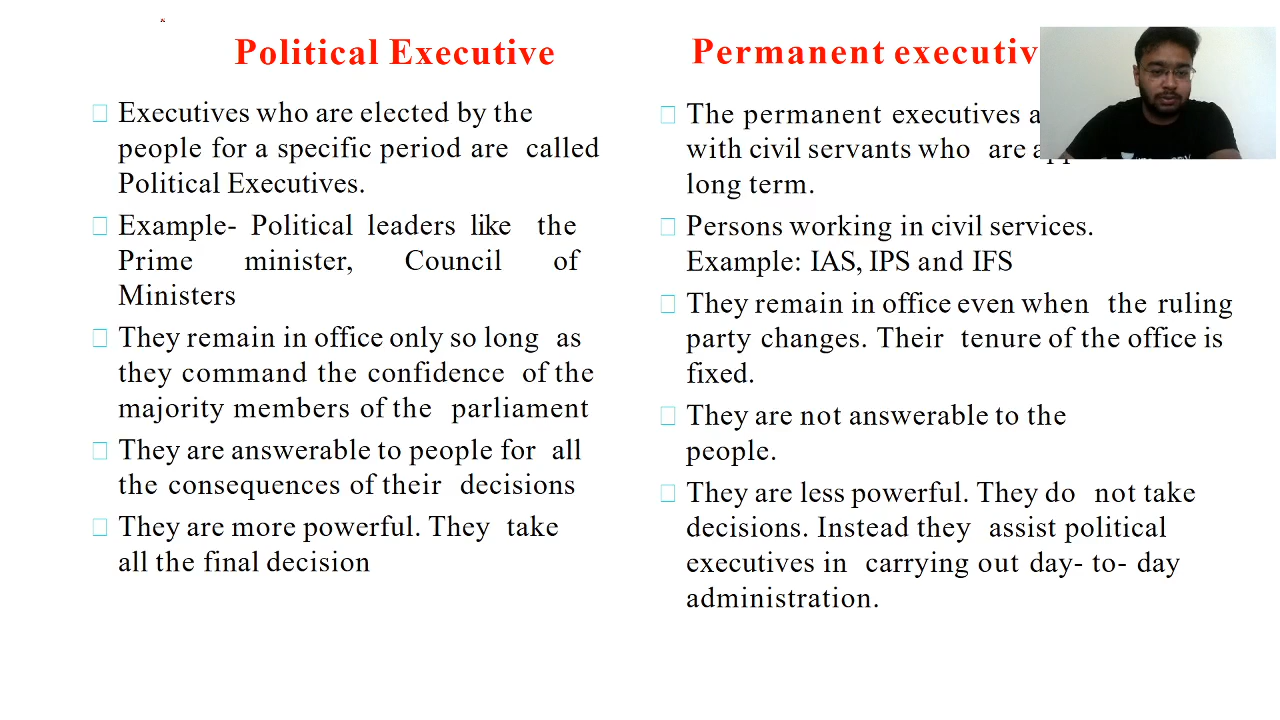 Political Executive
Executives who are elected by the
people for a specific period are called
Political Executives.
Example- Political leaders like the
Prime minister, Council of
Ministers
They remain in office only so long as
they command the confidence of the
majority members of the parliament
They are answerable to people for all
the consequences of their decisions
They are more powerful. They take
all the final decision
Permanent
The permanent executives
with civil servants who are
long term.
Persons working in civil services.
Example: IAS, IPS and IFS
They remain in office even when the ruling
party changes. Their tenure of the office is
fixed.
They are not answerable to the
people.
They are less powerful. They do not take
decisions. Instead they assist political
executives in carrying out day- to- day
administration.